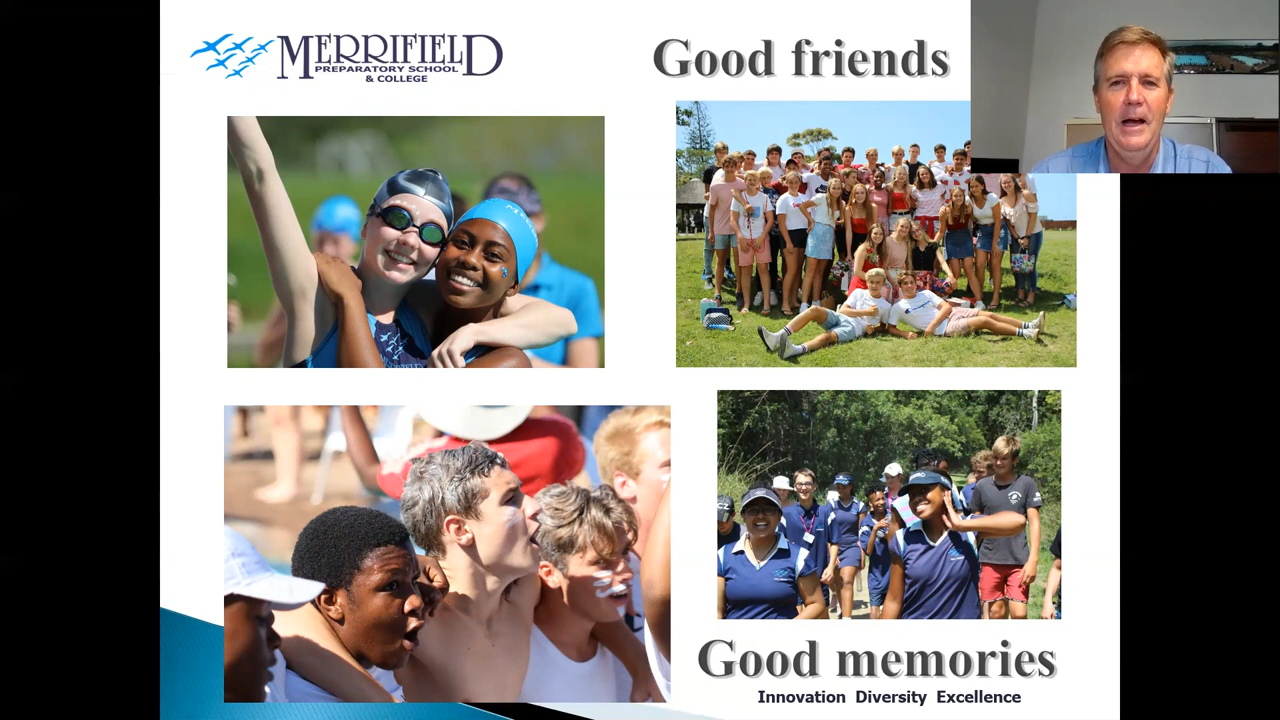 MERRIFIELD
PREPARATORY SCHOOL
& COLLEGE
Good friends
Good memories
Innovation Diversity Excellence